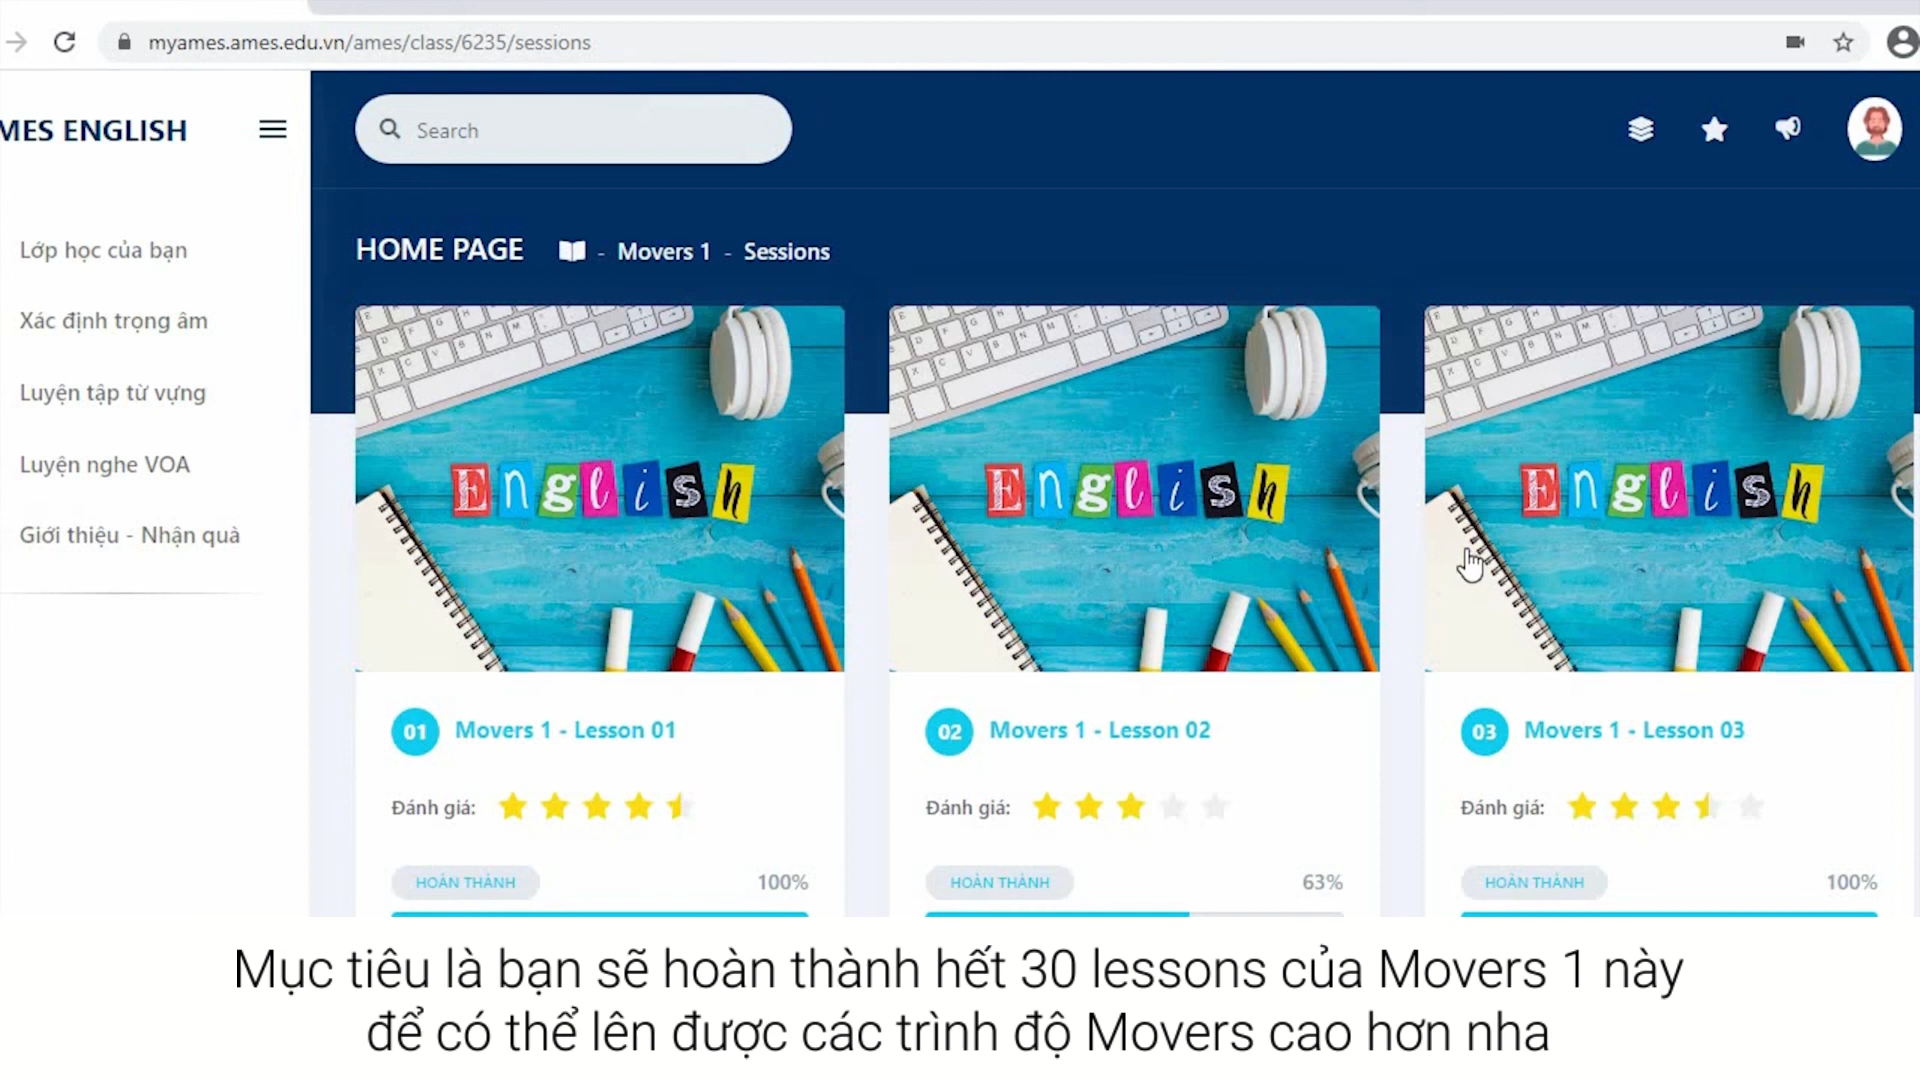 myames.ames.edu.vn/ames/class/6235/sessions
MES ENGLISH
Search
Lớp học của bạn
Xác định trọng âm
Luyện tập từ vựng
Luyện nghe VOA
Giới thiệu - Nhận quà
HOME PAGE - Movers 1 - Sessions
English
English
English
01 Movers 1 - Lesson 01
02 Movers 1 - Lesson 02
03 Movers 1 - Lesson 03
Đánh giá:
Đánh giá:
Đánh giá:
HOÀN THÀNH 100%
HOÀN THÀNH 63%
HOÀN THÀNH 100%
Mục tiêu là bạn sẽ hoàn thành hết 30 lessons của Movers 1 này
để có thể lên được các trình độ Movers cao hơn nha